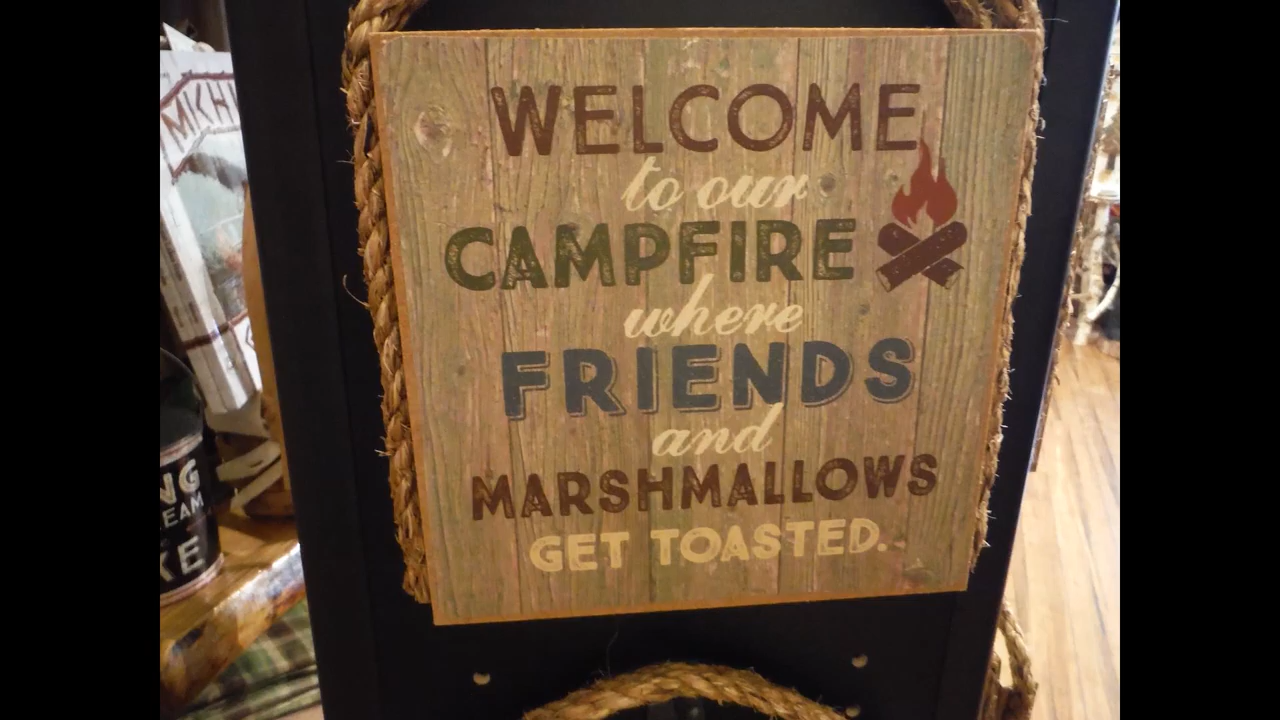 WELCOME
to our
CAMPFIRE
where
FRIENDS
and
MARSHMALLOWS
GET TOASTED.